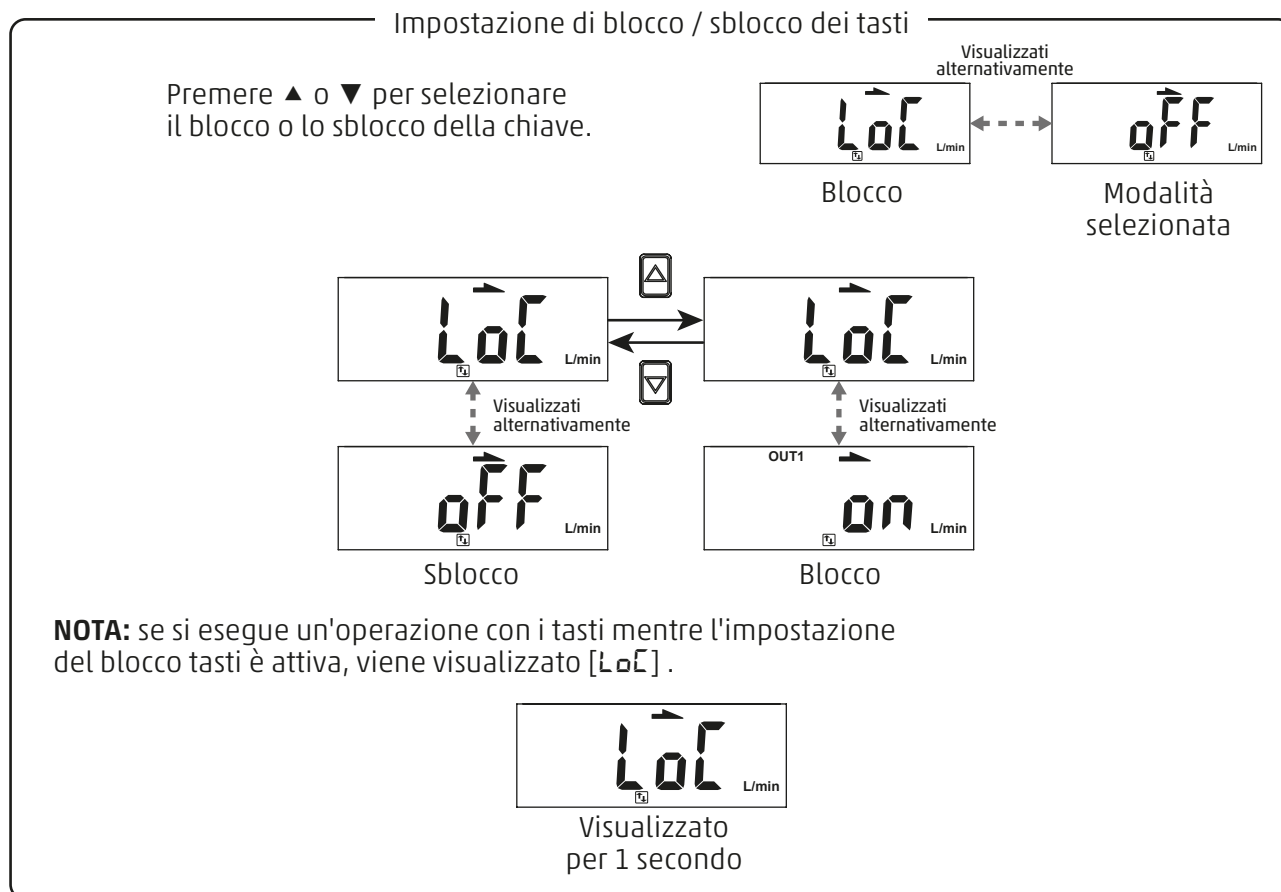 Impostazione di blocco / sblocco dei tasti
Premere ▲ o ▼ per selezionare
il blocco o lo sblocco della chiave.
Visualizzati
alternativamente
LoC L/min
oFF L/min
Blocco
Modalità
selezionata
LoC L/min
LoC L/min
Visualizzati
alternativamente
Visualizzati
alternativamente
oFF L/min
OUT1
on L/min
Sblocco
Blocco
NOTA: se si esegue un'operazione con i tasti mentre l'impostazione
del blocco tasti è attiva, viene visualizzato [LoC] .
LoC L/min
Visualizzato
per 1 secondo